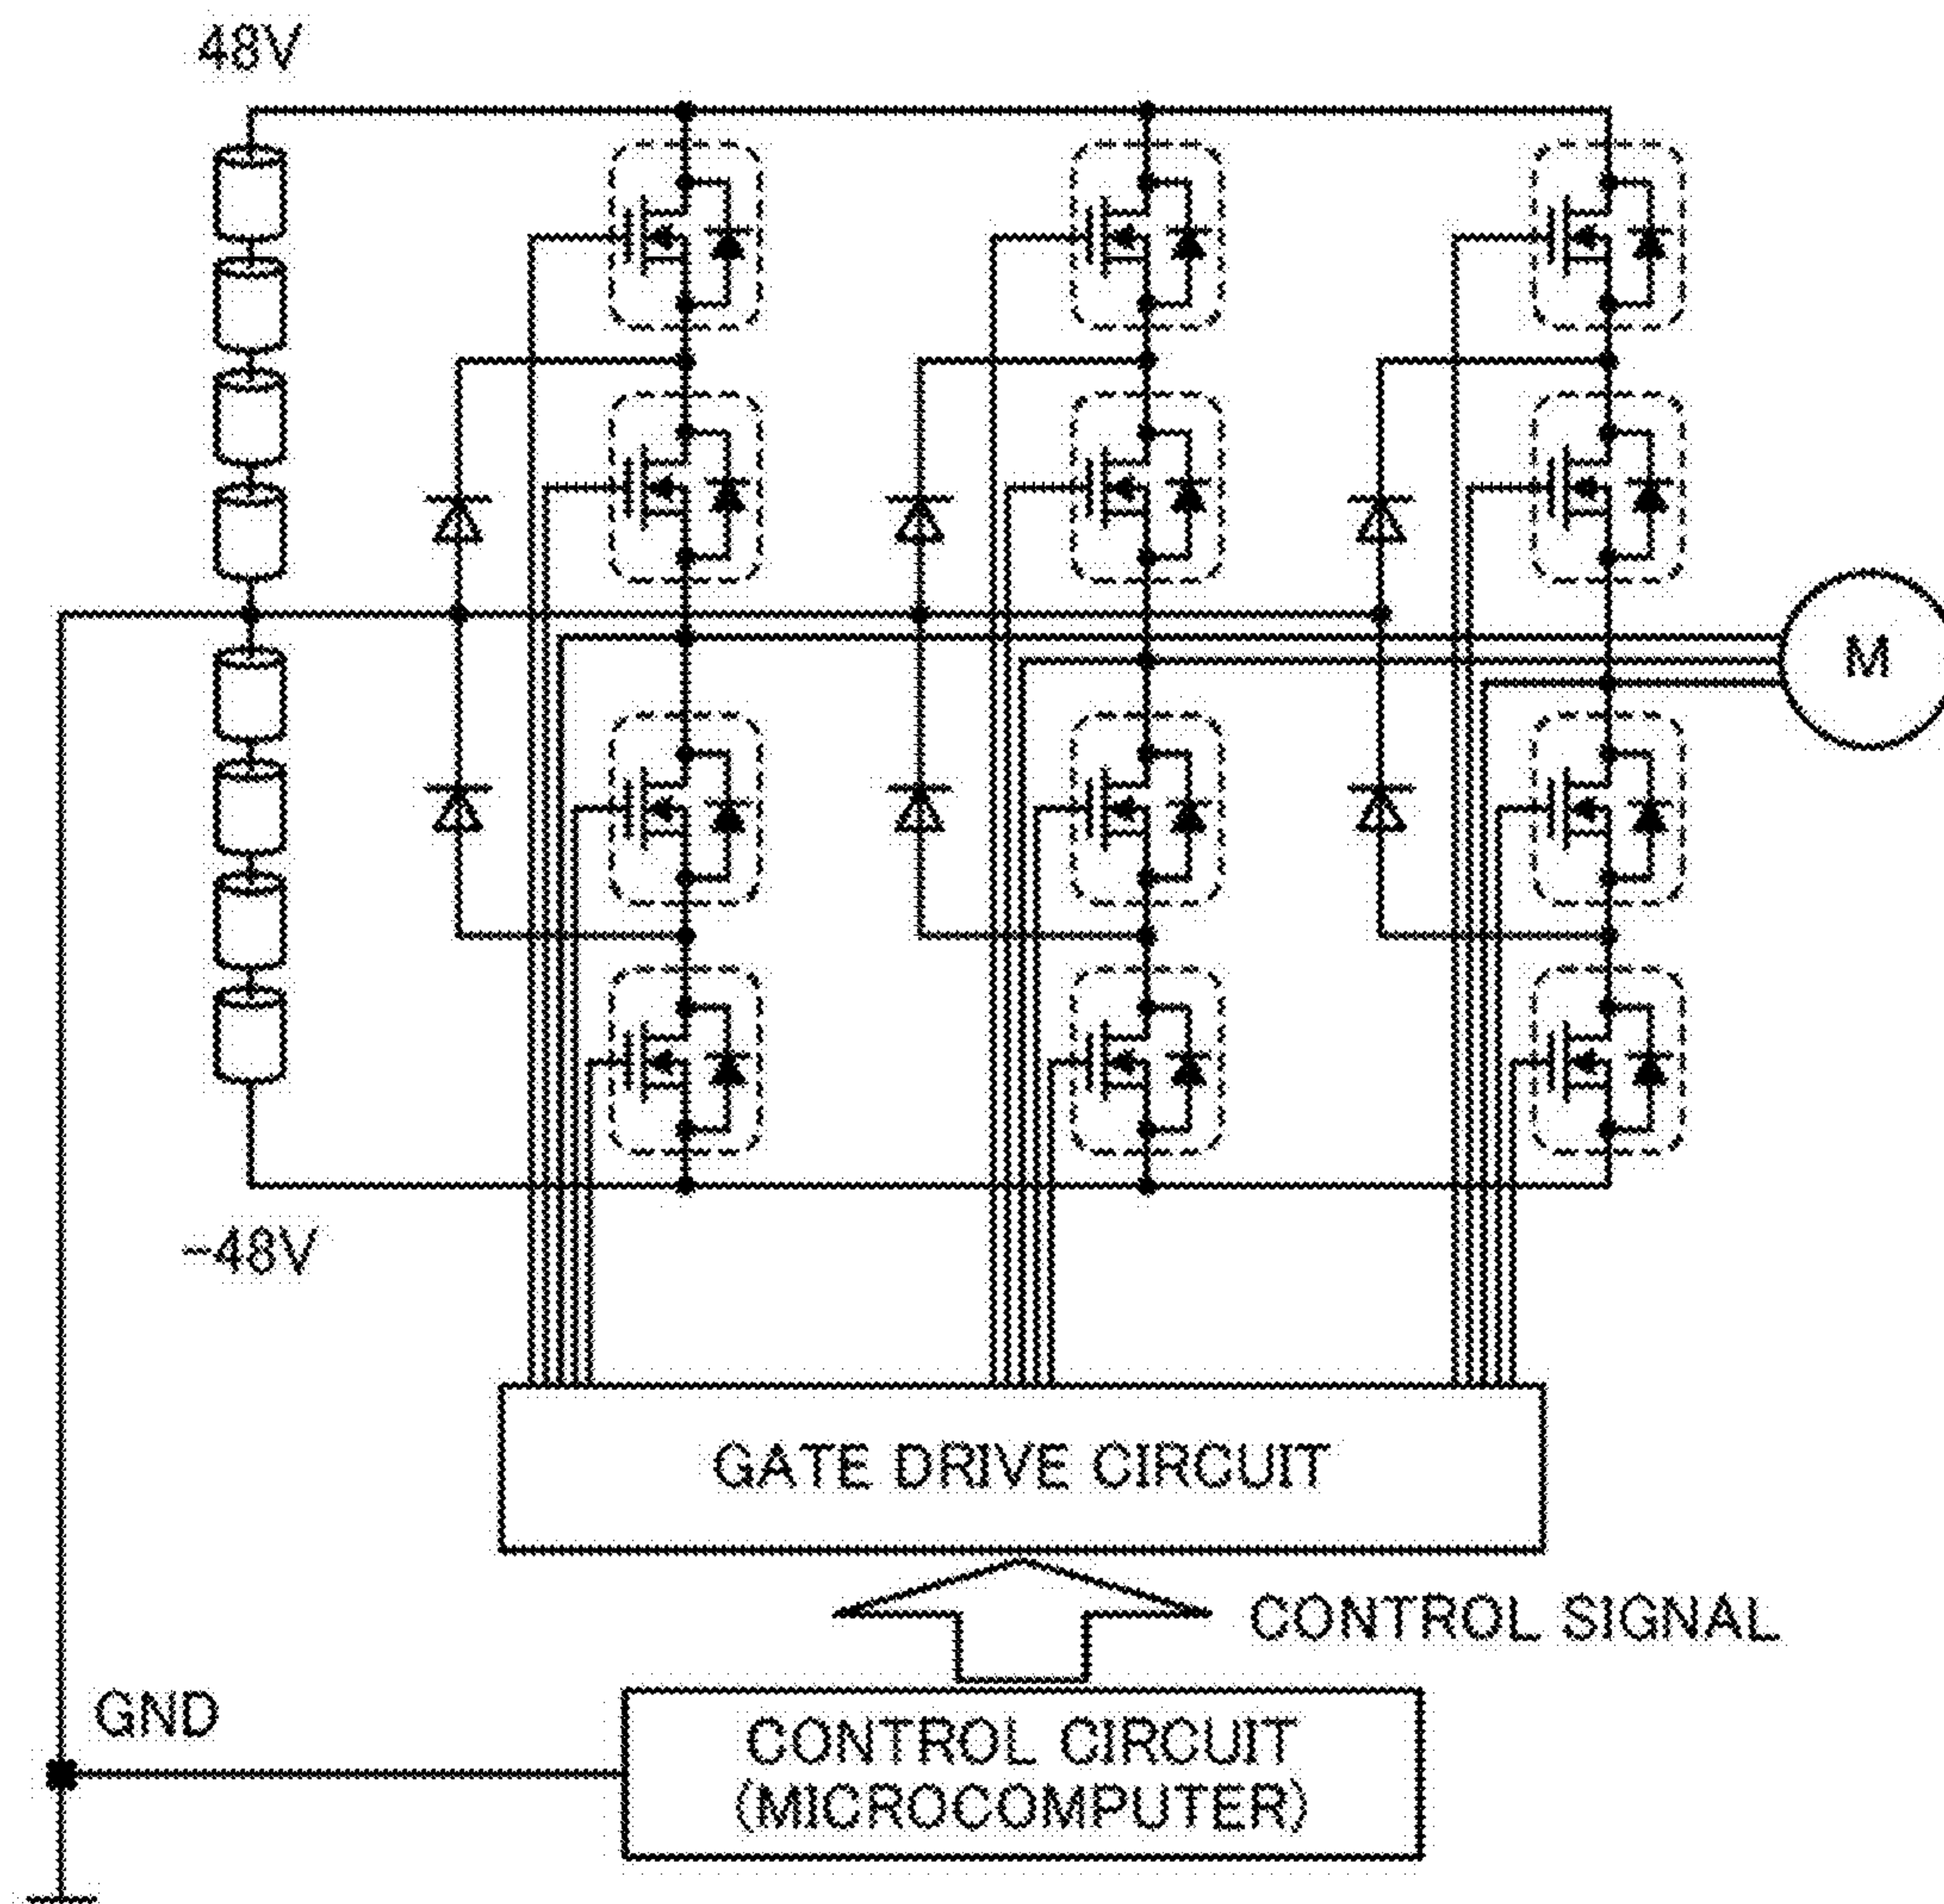 48V
M
−48V
GATE DRIVE CIRCUIT
CONTROL SIGNAL
GND
CONTROL CIRCUIT
(MICROCOMPUTER)